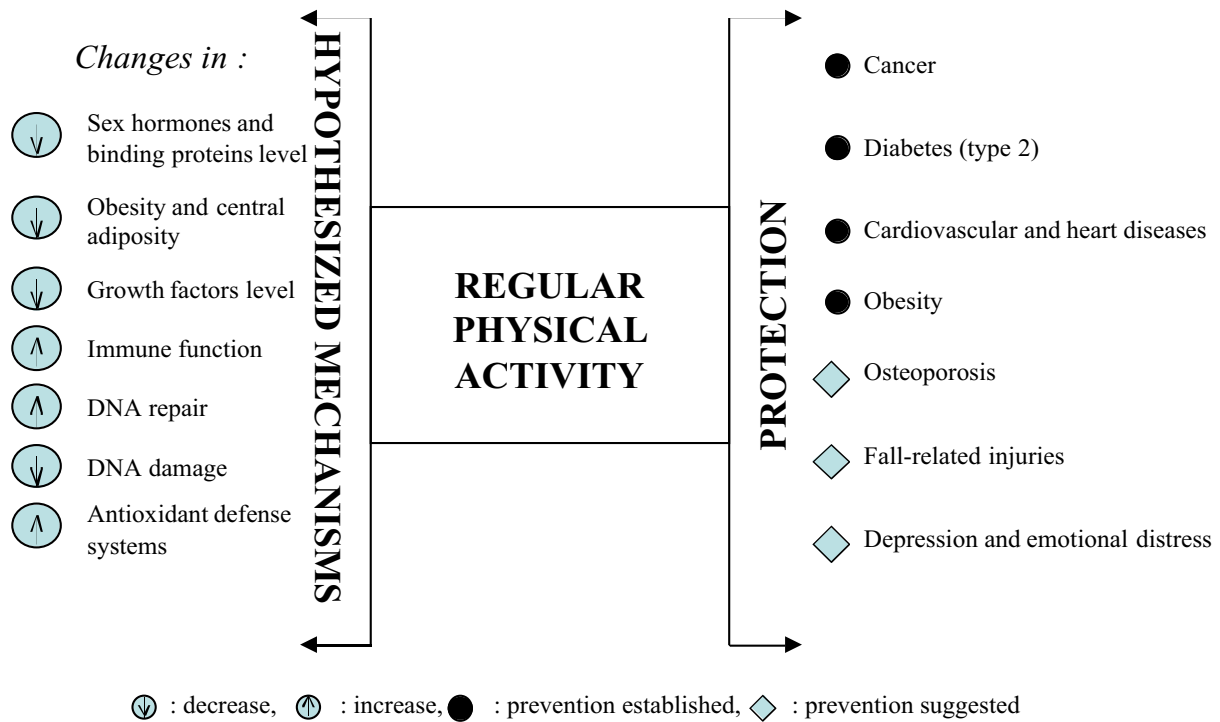 Changes in :
Sex hormones and
binding proteins level
Obesity and central
adiposity
Growth factors level
Immune function
DNA repair
DNA damage
Antioxidant defense
systems
HYPOTHESIZED MECHANISMS
REGULAR
PHYSICAL
ACTIVITY
PROTECTION
Cancer
Diabetes (type 2)
Cardiovascular and heart diseases
Obesity
Osteoporosis
Fall-related injuries
Depression and emotional distress
: decrease, : increase, : prevention established, : prevention suggested